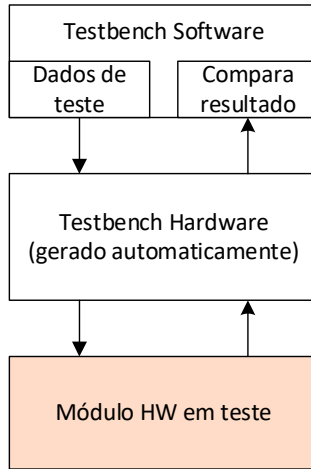 Testbench Software
Dados de
teste
Compara
resultado
Testbench Hardware
(gerado automaticamente)
Módulo HW em teste